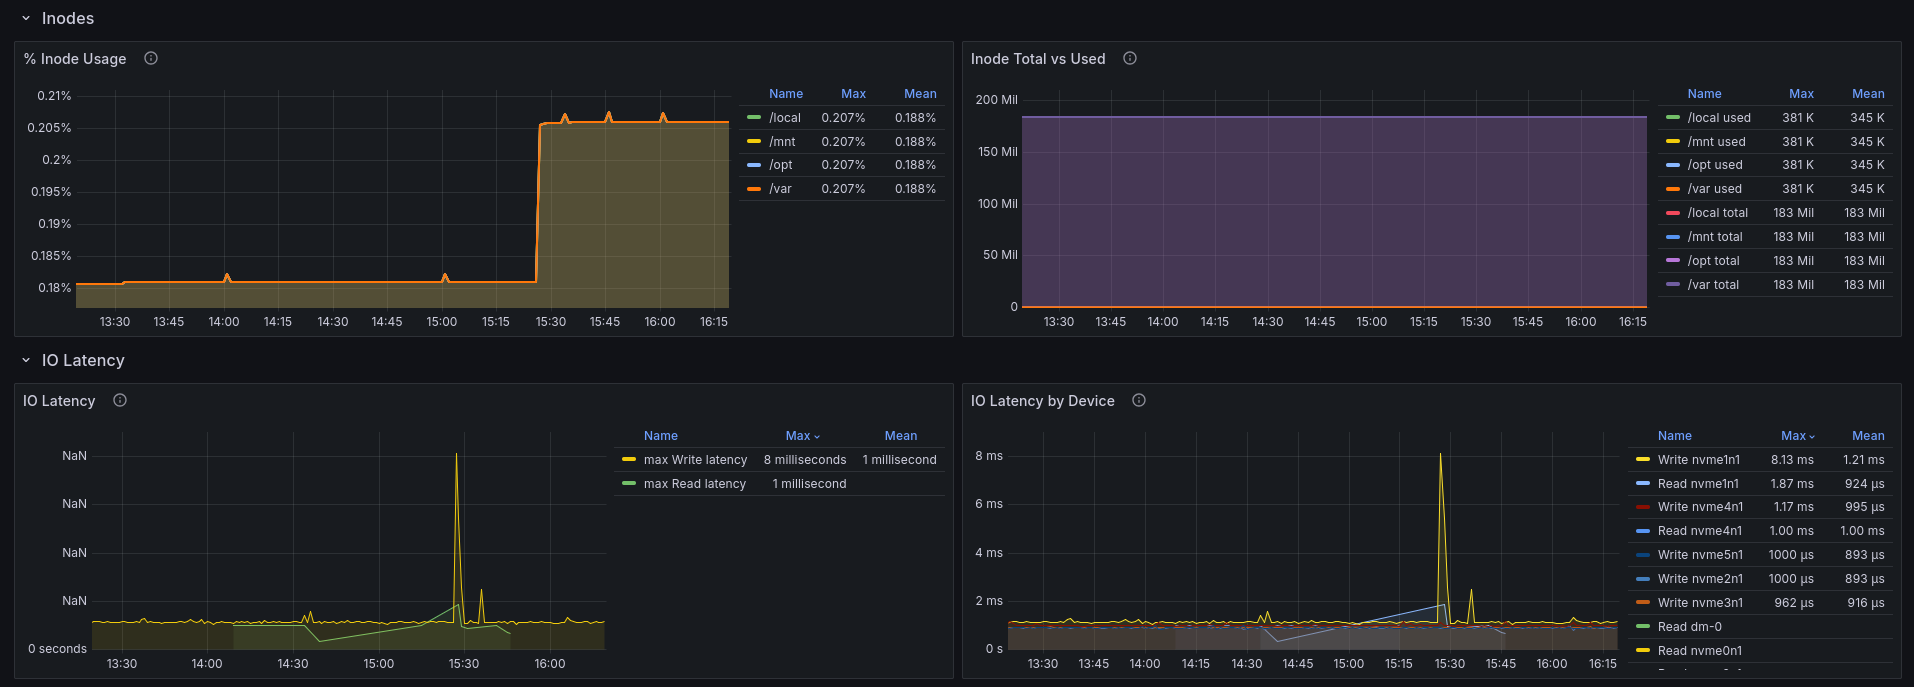 Inodes
% Inode Usage
0.21%
0.205%
0.2%
0.195%
0.19%
0.185%
0.18%
13:30 13:45 14:00 14:15 14:30 14:45 15:00 15:15 15:30 15:45 16:00 16:15
Name Max Mean
/local 0.207% 0.188%
/mnt 0.207% 0.188%
/opt 0.207% 0.188%
/var 0.207% 0.188%
Inode Total vs Used
200 Mil
150 Mil
100 Mil
50 Mil
0
13:30 13:45 14:00 14:15 14:30 14:45 15:00 15:15 15:30 15:45 16:00 16:15
Name Max Mean
/local used 381 K 345 K
/mnt used 381 K 345 K
/opt used 381 K 345 K
/var used 381 K 345 K
/local total 183 Mil 183 Mil
/mnt total 183 Mil 183 Mil
/opt total 183 Mil 183 Mil
/var total 183 Mil 183 Mil
IO Latency
IO Latency
NaN
NaN
NaN
NaN
0 seconds
13:30 14:00 14:30 15:00 15:30 16:00
Name Max Mean
max Write latency 8 milliseconds 1 millisecond
max Read latency 1 millisecond
IO Latency by Device
8 ms
6 ms
4 ms
2 ms
0 s
13:30 13:45 14:00 14:15 14:30 14:45 15:00 15:15 15:30 15:45 16:00 16:15
Name Max Mean
Write nvme1n1 8.13 ms 1.21 ms
Read nvme1n1 1.87 ms 924 µs
Write nvme4n1 1.17 ms 995 µs
Read nvme4n1 1.00 ms 1.00 ms
Write nvme5n1 1000 µs 893 µs
Write nvme2n1 1000 µs 893 µs
Write nvme3n1 962 µs 916 µs
Read dm-0
Read nvme0n1